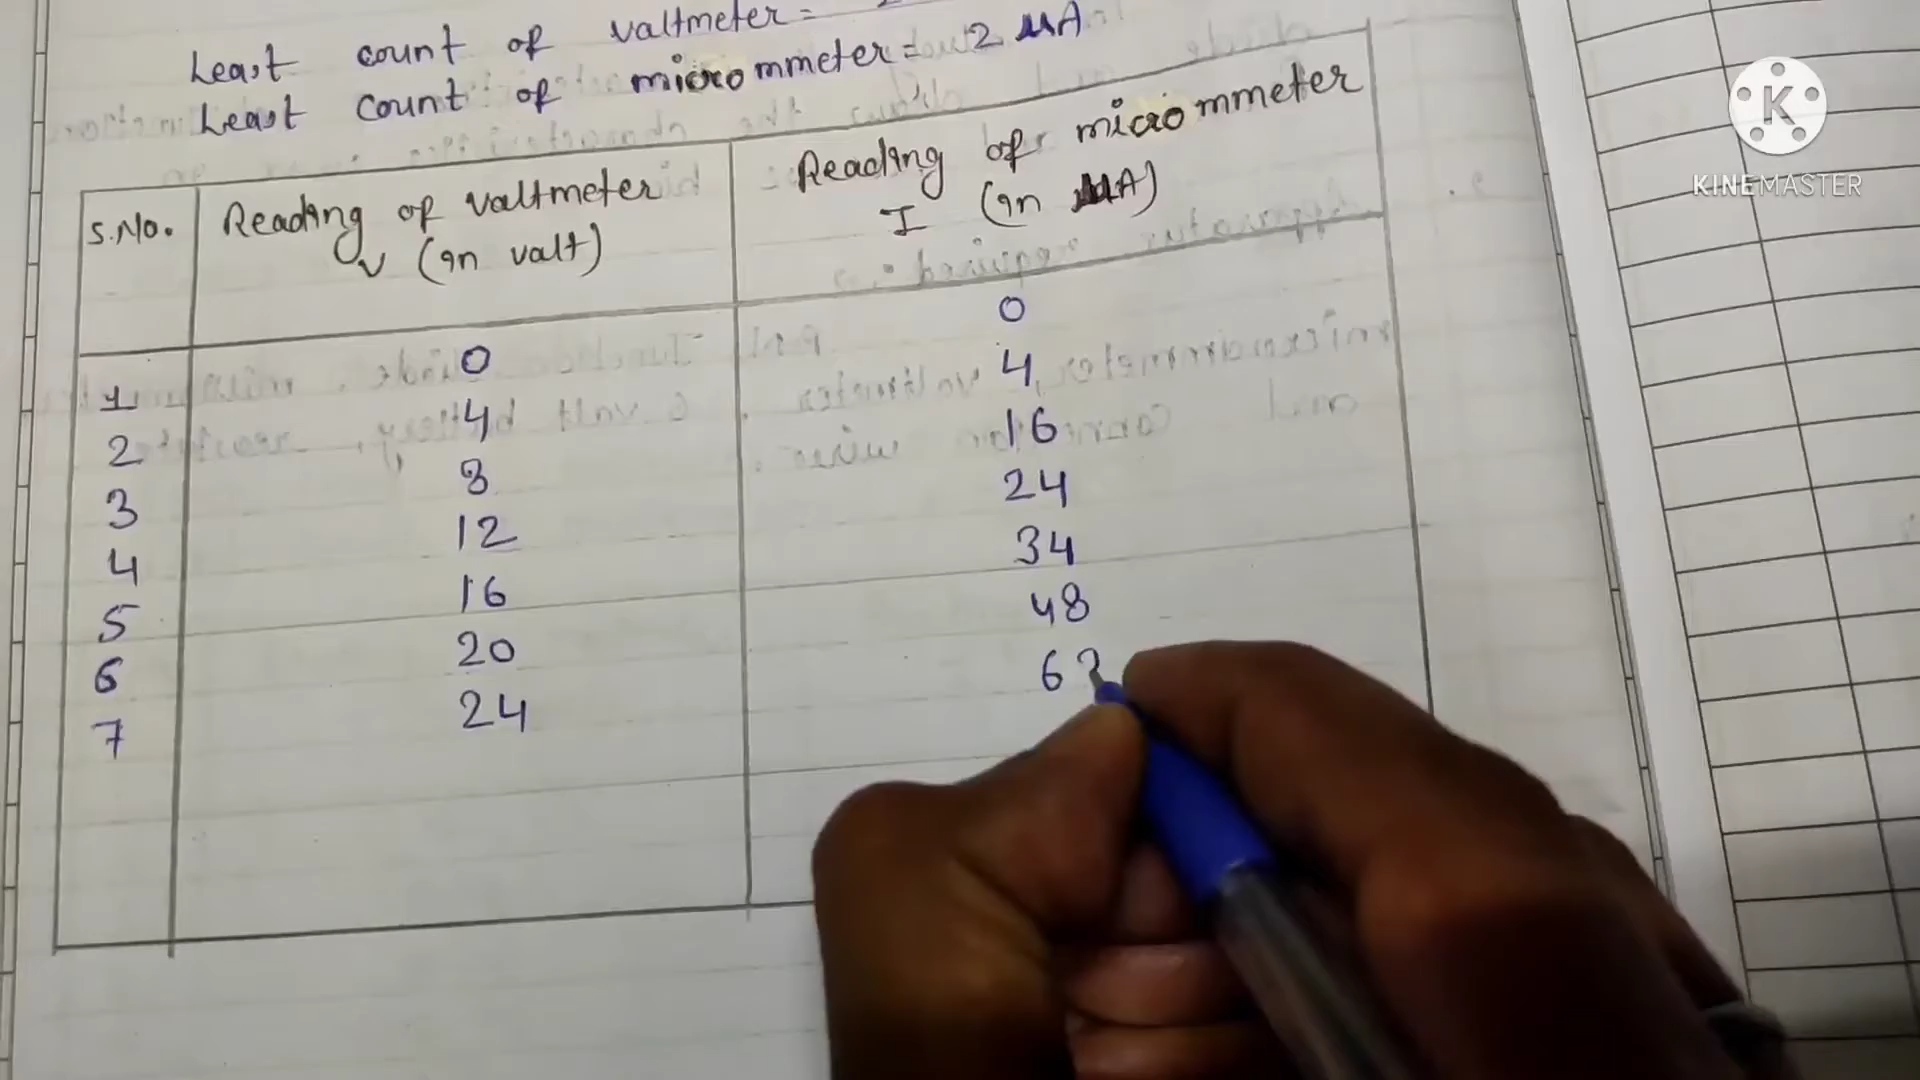 Least count of valtmeter =
Least count of micrommeter = 2 μA
S.No. Reading of valtmeter V (in valt) Reading of micrommeter I (in μA)
1 0 0
2 4 4
3 8 16
4 12 24
5 16 34
6 20 48
7 24 6
KINEMASTER